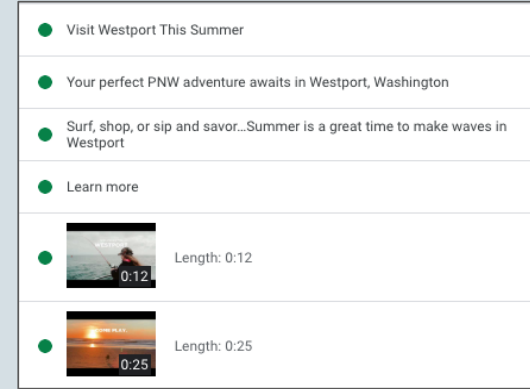 Visit Westport This Summer
Your perfect PNW adventure awaits in Westport, Washington
Surf, shop, or sip and savor...Summer is a great time to make waves in
Westport
Learn more
WESTPORT
0:12
Length: 0:12
0:25
Length: 0:25